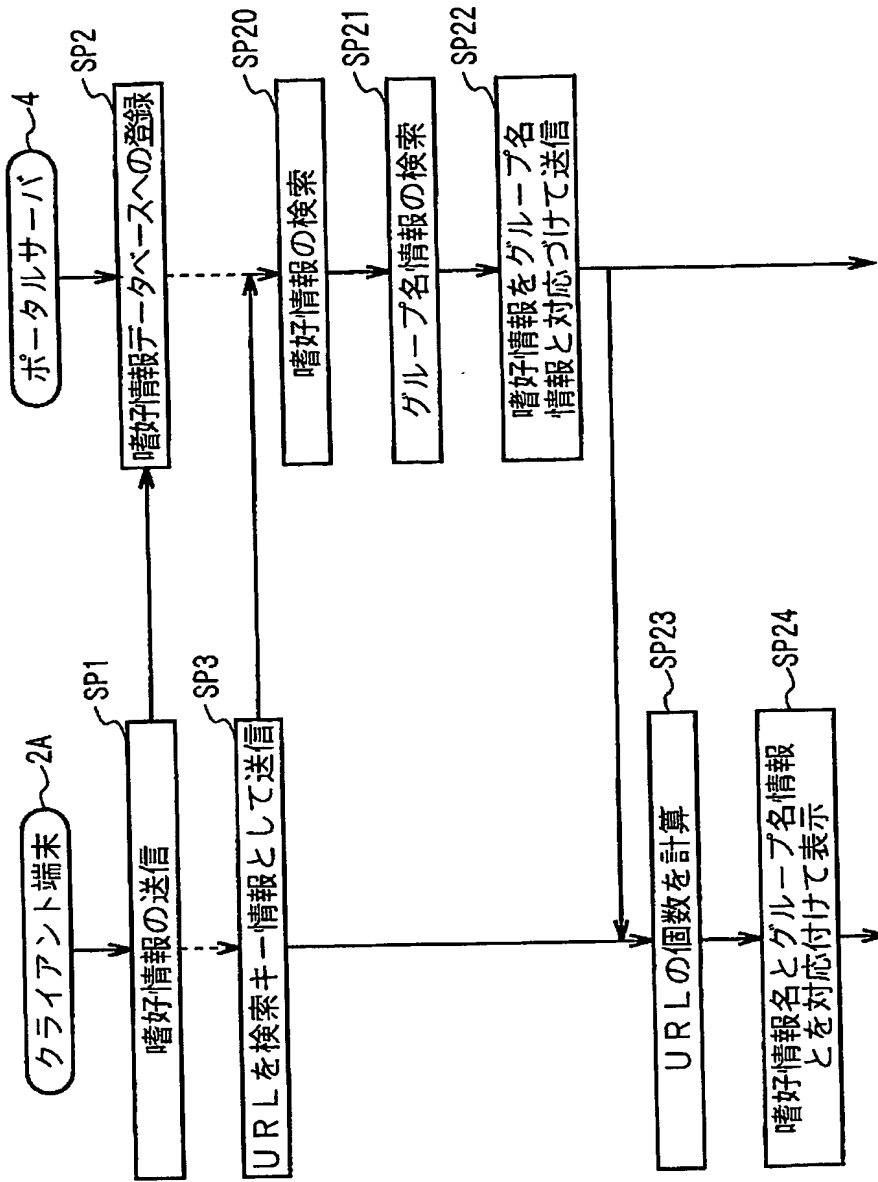 クライアント端末
2A
ポータルサーバ
4
SP1
嗜好情報の送信
SP2
嗜好情報データベースへの登録
SP3
URLを検索キー情報として送信
SP20
嗜好情報の検索
SP21
グループ名情報の検索
SP22
嗜好情報をグループ名
情報と対応づけて送信
SP23
URLの個数を計算
SP24
嗜好情報名とグループ名情報
とを対応付けて表示